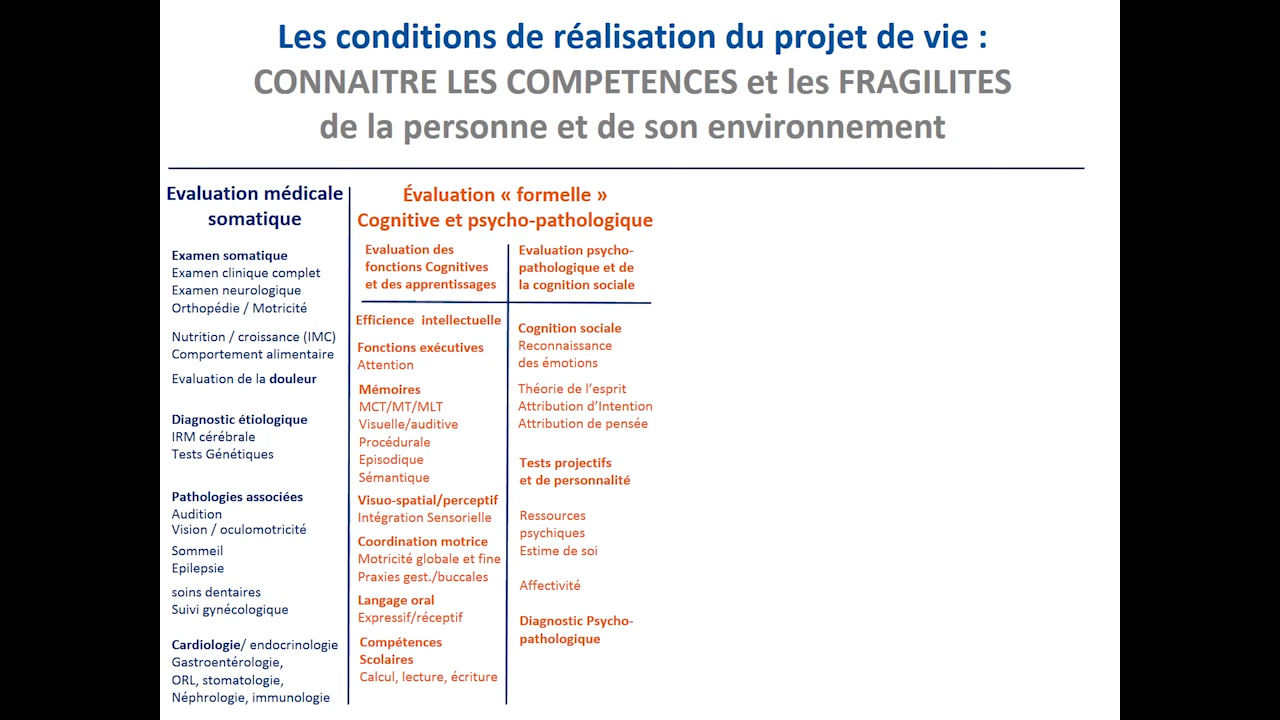 Les conditions de réalisation du projet de vie :
CONNAITRE LES COMPETENCES et les FRAGILITES
de la personne et de son environnement
Evaluation médicale
somatique
Examen somatique
Examen clinique complet
Examen neurologique
Orthopédie / Motricité
Nutrition / croissance (IMC)
Comportement alimentaire
Evaluation de la douleur
Diagnostic étiologique
IRM cérébrale
Tests Génétiques
Pathologies associées
Audition
Vision / oculomotricité
Sommeil
Epilepsie
soins dentaires
Suivi gynécologique
Cardiologie/ endocrinologie
Gastroentérologie,
ORL, stomatologie,
Néphrologie, immunologie
Évaluation « formelle »
Cognitive et psycho-pathologique
Evaluation des
fonctions Cognitives
et des apprentissages
Efficience intellectuelle
Fonctions exécutives
Attention
Mémoires
MCT/MT/MLT
Visuelle/auditive
Procédurale
Episodique
Sémantique
Visuo-spatial/perceptif
Intégration Sensorielle
Coordination motrice
Motricité globale et fine
Praxies gest./buccales
Langage oral
Expressif/réceptif
Compétences
Scolaires
Calcul, lecture, écriture
Evaluation psycho-
pathologique et de
la cognition sociale
Cognition sociale
Reconnaissance
des émotions
Théorie de l'esprit
Attribution d'Intention
Attribution de pensée
Tests projectifs
et de personnalité
Ressources
psychiques
Estime de soi
Affectivité
Diagnostic Psycho-
pathologique